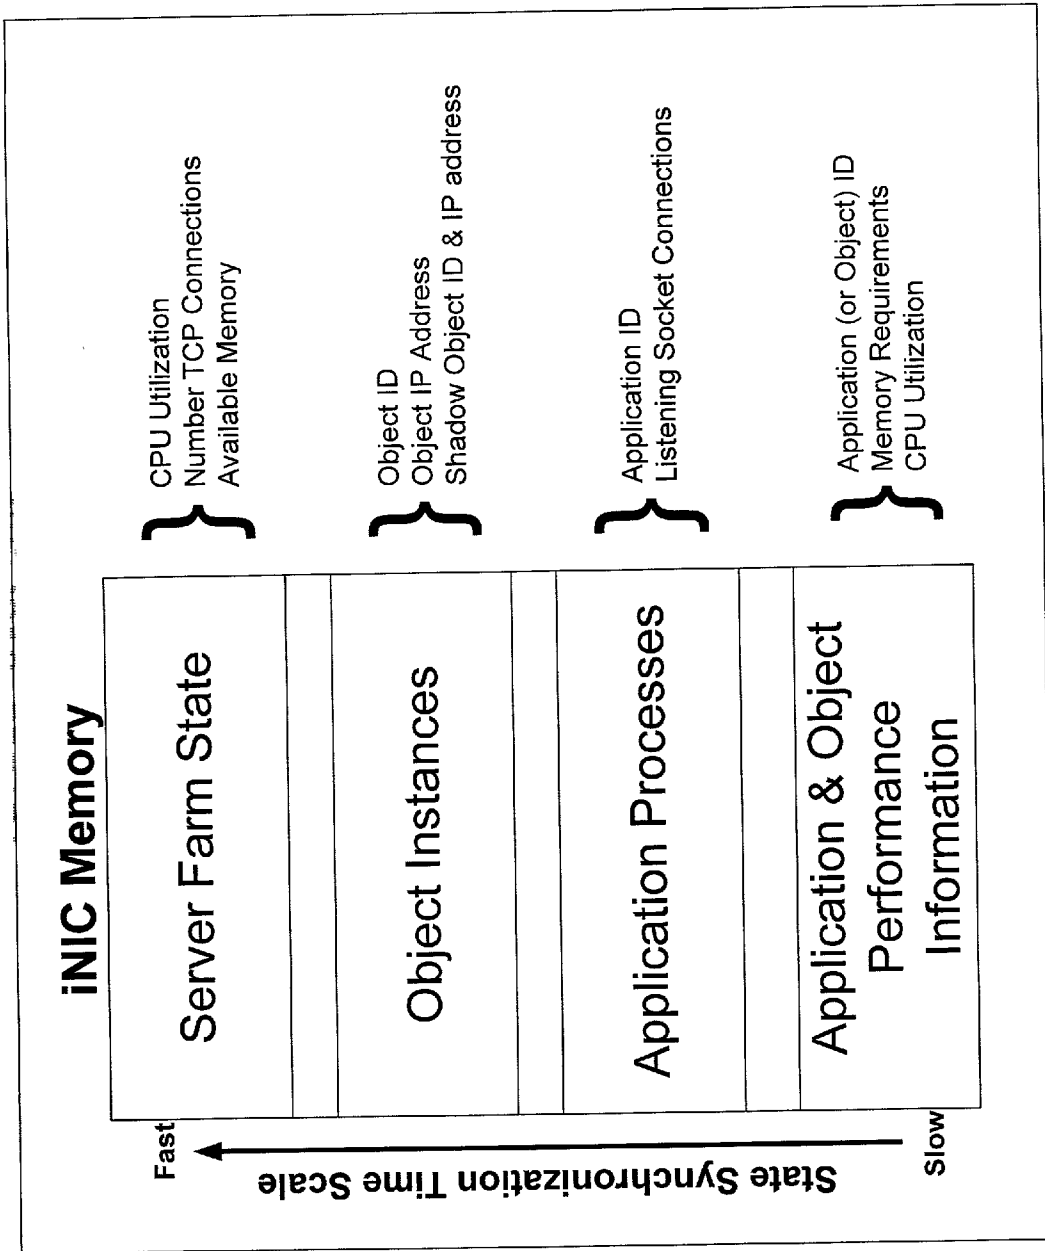 iNIC Memory
Fast
State Synchronization Time Scale
Slow
Server Farm State
CPU Utilization
Number TCP Connections
Available Memory
Object Instances
Object ID
Object IP Address
Shadow Object ID & IP address
Application Processes
Application ID
Listening Socket Connections
Application & Object
Performance
Information
Application (or Object) ID
Memory Requirements
CPU Utilization